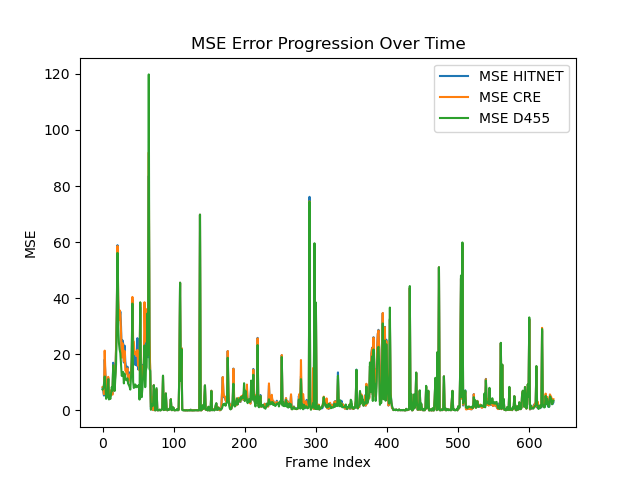 MSE Error Progression Over Time
MSE HITNET
MSE CRE
MSE D455
120
100
80
60
40
20
0
MSE
0 100 200 300 400 500 600
Frame Index